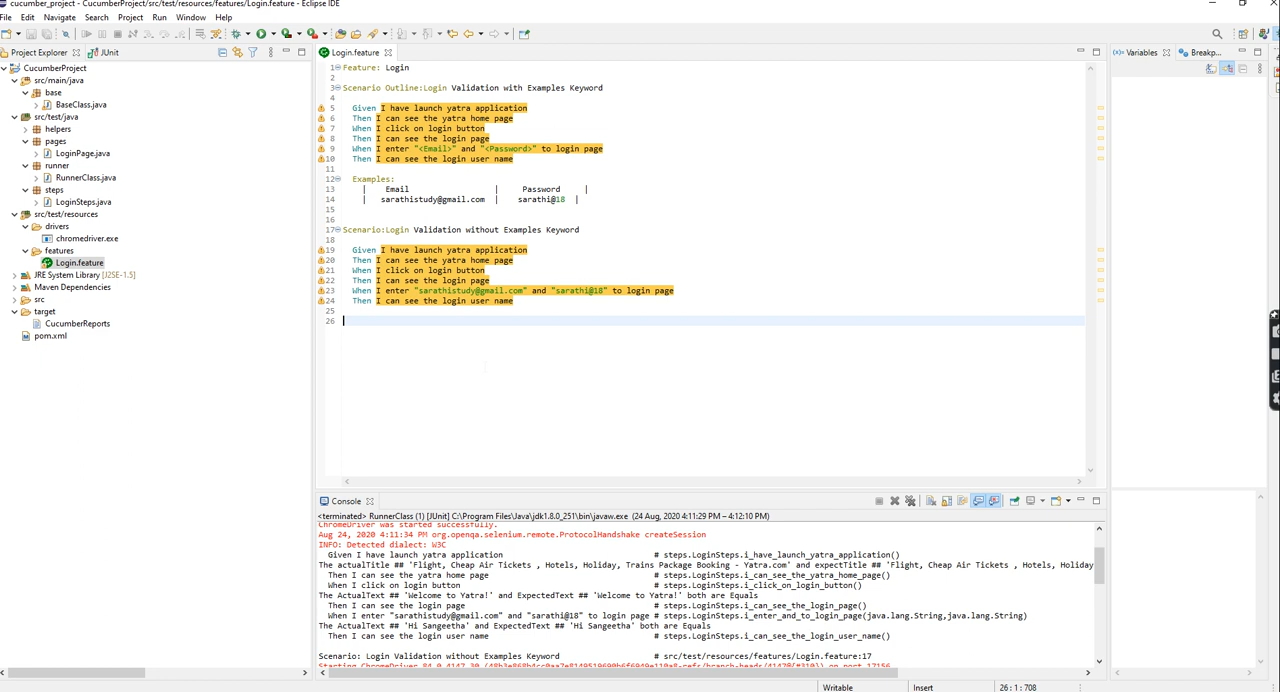 cucumber_project - CucumberProject/src/test/resources/features/Login.feature - Eclipse IDE
File Edit Navigate Search Project Run Window Help
Project Explorer
JUnit
CucumberProject
src/main/java
base
BaseClass.java
src/test/java
helpers
pages
LoginPage.java
runner
RunnerClass.java
steps
LoginSteps.java
src/test/resources
drivers
chromedriver.exe
features
Login.feature
JRE System Library [J2SE-1.5]
Maven Dependencies
src
target
CucumberReports
pom.xml
Login.feature
1 Feature: Login
2
3 Scenario Outline:Login Validation with Examples Keyword
4
5 Given I have launch yatra application
6 Then I can see the yatra home page
7 When I click on login button
8 Then I can see the login page
9 When I enter "<Email>" and "<Password>" to login page
10 Then I can see the login user name
11
12 Examples:
13 | Email | Password |
14 | sarathistudy@gmail.com | sarathi@18 |
15
16
17 Scenario:Login Validation without Examples Keyword
18
19 Given I have launch yatra application
20 Then I can see the yatra home page
21 When I click on login button
22 Then I can see the login page
23 When I enter "sarathistudy@gmail.com" and "sarathi@18" to login page
24 Then I can see the login user name
25
26
(x)= Variables
Breakp...
Console
<terminated> RunnerClass (1) [JUnit] C:\Program Files\Java\jdk1.8.0_251\bin\javaw.exe (24 Aug, 2020 4:11:29 PM – 4:12:10 PM)
ChromeDriver was started successfully.
Aug 24, 2020 4:11:34 PM org.openqa.selenium.remote.ProtocolHandshake createSession
INFO: Detected dialect: W3C
Given I have launch yatra application # steps.LoginSteps.i_have_launch_yatra_application()
The actualTitle ## 'Flight, Cheap Air Tickets , Hotels, Holiday, Trains Package Booking - Yatra.com' and expectTitle ## 'Flight, Cheap Air Tickets , Hotels, Holiday
Then I can see the yatra home page # steps.LoginSteps.i_can_see_the_yatra_home_page()
When I click on login button # steps.LoginSteps.i_click_on_login_button()
The ActualText ## 'Welcome to Yatra!' and ExpectedText ## 'Welcome to Yatra!' both are Equals
Then I can see the login page # steps.LoginSteps.i_can_see_the_login_page()
When I enter "sarathistudy@gmail.com" and "sarathi@18" to login page # steps.LoginSteps.i_enter_and_to_login_page(java.lang.String,java.lang.String)
The ActualText ## 'Hi Sangeetha' and ExpectedText ## 'Hi Sangeetha' both are Equals
Then I can see the login user name # steps.LoginSteps.i_can_see_the_login_user_name()
Scenario: Login Validation without Examples Keyword # src/test/resources/features/Login.feature:17
Starting ChromeDriver 84.0.4147.30
on port 17156
Writable
Insert
26 : 1 : 708